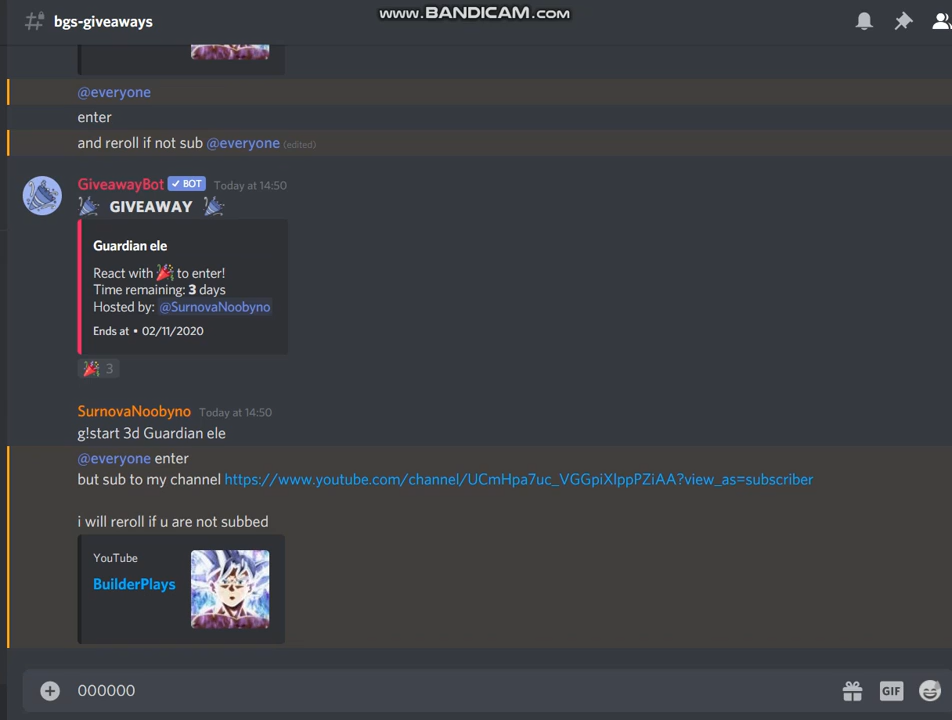 bgs-giveaways
www.BANDICAM.com
@everyone
enter
and reroll if not sub @everyone (edited)
GiveawayBot ✓ BOT Today at 14:50
GIVEAWAY
Guardian ele
React with 🎉 to enter!
Time remaining: 3 days
Hosted by: @SurnovaNoobyno
Ends at • 02/11/2020
🎉 3
SurnovaNoobyno Today at 14:50
g!start 3d Guardian ele
@everyone enter
but sub to my channel https://www.youtube.com/channel/UCmHpa7uc_VGGpiXlppPZiAA?view_as=subscriber
i will reroll if u are not subbed
YouTube
BuilderPlays
000000
GIF